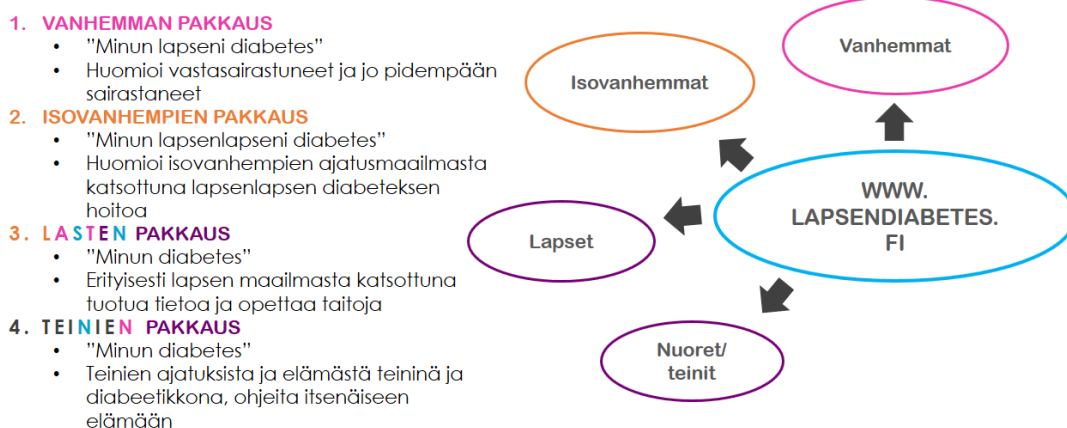 1. VANHEMMAN PAKKAUS
• ”Minun lapseni diabetes”
• Huomioi vastasairastuneet ja jo pidempään
sairastaneet
2. ISOVANHEMPIEN PAKKAUS
• ”Minun lapsenlapseni diabetes”
• Huomioi isovanhempien ajatusmaailmasta
katsottuna lapsenlapsen diabeteksen
hoitoa
3. LASTEN PAKKAUS
• ”Minun diabetes”
• Erityisesti lapsen maailmasta katsottuna
tuotua tietoa ja opettaa taitoja
4. TEINIEN PAKKAUS
• ”Minun diabetes”
• Teinien ajatuksista ja elämästä teininä ja
diabeetikkona, ohjeita itsenäiseen
elämään
Vanhemmat
Isovanhemmat
WWW.
LAPSENDIABETES.
FI
Lapset
Nuoret/
teinit